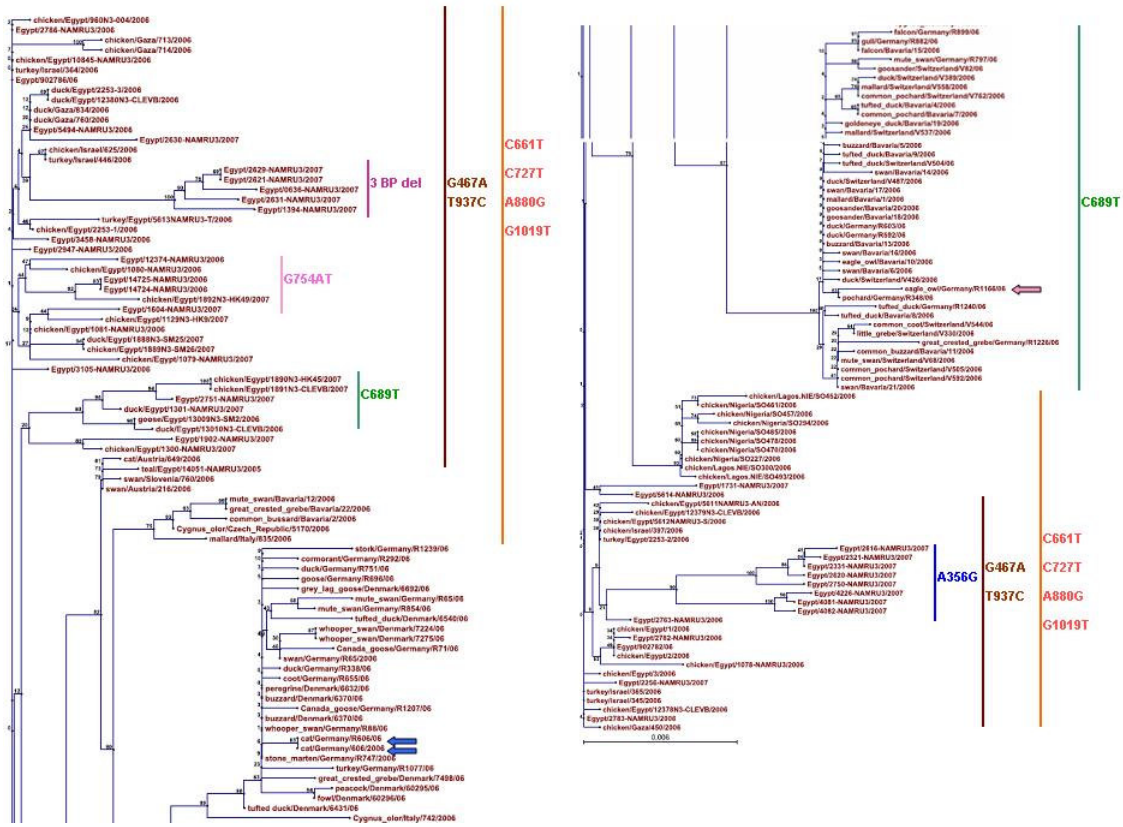 chicken/Egypt/960N3-004/2006
Egypt/2786-NAMRU3/2006
chicken/Gaza/713/2006
chicken/Gaza/714/2006
chicken/Egypt/10845-NAMRU3/2006
turkey/Israel/364/2006
Egypt/902786/06
duck/Egypt/2253-3/2006
duck/Egypt/12380N3-CLEVB/2006
duck/Gaza/834/2006
duck/Gaza/760/2006
Egypt/5494-NAMRU3/2006
Egypt/2630-NAMRU3/2007
chicken/Israel/625/2006
turkey/Israel/446/2006
Egypt/2629-NAMRU3/2007
Egypt/2621-NAMRU3/2007
Egypt/0636-NAMRU3/2007
Egypt/2631-NAMRU3/2007
Egypt/1394-NAMRU3/2007
turkey/Egypt/5613NAMRU3-T/2006
chicken/Egypt/2253-1/2006
Egypt/3458-NAMRU3/2006
Egypt/2947-NAMRU3/2006
Egypt/12374-NAMRU3/2006
chicken/Egypt/1080-NAMRU3/2006
Egypt/14725-NAMRU3/2006
Egypt/14724-NAMRU3/2006
chicken/Egypt/1892N3-HK49/2007
Egypt/1604-NAMRU3/2007
chicken/Egypt/1129N3-HK9/2007
chicken/Egypt/1081-NAMRU3/2006
duck/Egypt/1888N3-SM25/2007
chicken/Egypt/1889N3-SM26/2007
chicken/Egypt/1079-NAMRU3/2006
Egypt/3105-NAMRU3/2006
chicken/Egypt/1890N3-HK45/2007
chicken/Egypt/1891N3-CLEVB/2007
Egypt/2751-NAMRU3/2007
duck/Egypt/1301-NAMRU3/2007
goose/Egypt/13009N3-SM2/2006
duck/Egypt/13010N3-CLEVB/2006
Egypt/1902-NAMRU3/2007
chicken/Egypt/1300-NAMRU3/2007
cat/Austria/649/2006
teal/Egypt/14051-NAMRU3/2005
swan/Slovenia/760/2006
swan/Austria/216/2006
mute_swan/Bavaria/12/2006
great_crested_grebe/Bavaria/22/2006
common_bussard/Bavaria/2/2006
Cygnus_olor/Czech_Republic/5170/2006
mallard/Italy/835/2006
stork/Germany/R1239/06
cormorant/Germany/R292/06
duck/Germany/R751/06
goose/Germany/R696/06
grey_lag_goose/Denmark/6692/06
mute_swan/Germany/R65/06
mute_swan/Germany/R854/06
tufted_duck/Denmark/6540/06
whooper_swan/Denmark/7224/06
whooper_swan/Denmark/7275/06
Canada_goose/Germany/R71/06
swan/Germany/R65/2006
duck/Germany/R338/06
coot/Germany/R655/06
peregrine/Denmark/6632/06
buzzard/Denmark/6370/06
Canada_goose/Germany/R1207/06
buzzard/Denmark/6370/06
whooper_swan/Germany/R88/06
cat/Germany/R606/06
cat/Germany/606/2006
stone_marten/Germany/R747/2006
turkey/Germany/R1077/06
great_crested_grebe/Denmark/7498/06
peacock/Denmark/60295/06
fowl/Denmark/60296/06
tufted duck/Denmark/6431/06
Cygnus_olor/Italy/742/2006
3 BP del
G754AT
C689T
G467A
T937C
C661T
C727T
A880G
G1019T
falcon/Germany/R899/06
gull/Germany/R882/06
falcon/Bavaria/15/2006
mute_swan/Germany/R797/06
goosander/Switzerland/V82/06
duck/Switzerland/V389/2006
mallard/Switzerland/V558/2006
common_pochard/Switzerland/V762/2006
tufted_duck/Bavaria/4/2006
common_pochard/Bavaria/7/2006
goldeneye_duck/Bavaria/19/2006
mallard/Switzerland/V537/2006
buzzard/Bavaria/5/2006
tufted_duck/Bavaria/9/2006
tufted_duck/Switzerland/V504/06
swan/Bavaria/14/2006
duck/Switzerland/V487/2006
swan/Bavaria/17/2006
mallard/Bavaria/1/2006
goosander/Bavaria/20/2006
goosander/Bavaria/18/2006
duck/Germany/R603/06
duck/Germany/R592/06
buzzard/Bavaria/13/2006
swan/Bavaria/16/2006
eagle_owl/Bavaria/10/2006
swan/Bavaria/6/2006
duck/Switzerland/V426/2006
eagle_owl/Germany/R1166/06
pochard/Germany/R348/06
tufted_duck/Germany/R1240/06
tufted_duck/Bavaria/8/2006
common_coot/Switzerland/V544/06
little_grebe/Switzerland/V330/2006
great_crested_grebe/Germany/R1226/06
common_buzzard/Bavaria/11/2006
mute_swan/Switzerland/V68/2006
common_pochard/Switzerland/V505/2006
common_pochard/Switzerland/V592/2006
swan/Bavaria/21/2006
C689T
chicken/Lagos.NIE/SO452/2006
chicken/Nigeria/SO461/2006
chicken/Nigeria/SO457/2006
chicken/Nigeria/SO294/2006
chicken/Nigeria/SO485/2006
chicken/Nigeria/SO478/2006
chicken/Nigeria/SO470/2006
chicken/Nigeria/SO227/2006
chicken/Lagos.NIE/SO300/2006
chicken/Lagos.NIE/SO493/2006
Egypt/1731-NAMRU3/2007
Egypt/5614-NAMRU3/2006
chicken/Egypt/5611NAMRU3-AN/2006
chicken/Egypt/12379N3-CLEVB/2006
chicken/Egypt/5612NAMRU3-S/2006
chicken/Israel/397/2006
turkey/Egypt/2253-2/2006
Egypt/2616-NAMRU3/2007
Egypt/2321-NAMRU3/2007
Egypt/2331-NAMRU3/2007
Egypt/2620-NAMRU3/2007
Egypt/2750-NAMRU3/2007
Egypt/4226-NAMRU3/2007
Egypt/4081-NAMRU3/2007
Egypt/4082-NAMRU3/2007
Egypt/2763-NAMRU3/2006
chicken/Egypt/1/2006
Egypt/2782-NAMRU3/2006
Egypt/902782/06
chicken/Egypt/2/2006
chicken/Egypt/1078-NAMRU3/2006
chicken/Egypt/3/2006
Egypt/2256-NAMRU3/2007
turkey/Israel/365/2006
turkey/Israel/345/2006
chicken/Egypt/12378N3-CLEVB/2006
Egypt/2783-NAMRU3/2006
chicken/Gaza/450/2006
0.006
A356G
G467A
T937C
C661T
C727T
A880G
G1019T